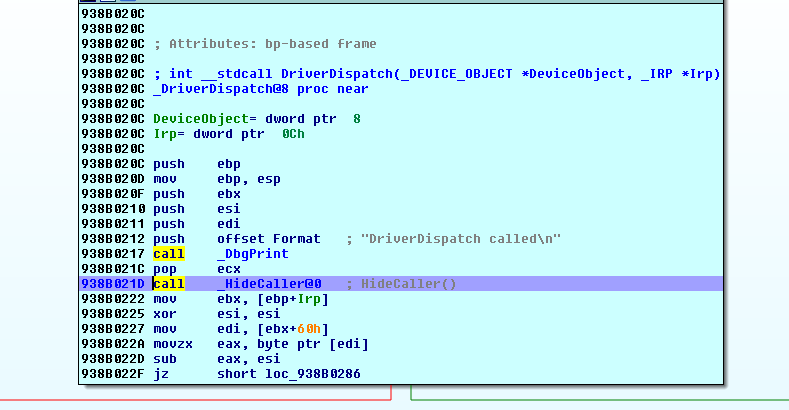 938B020C
938B020C
938B020C ; Attributes: bp-based frame
938B020C
938B020C ; int __stdcall DriverDispatch(_DEVICE_OBJECT *DeviceObject, _IRP *Irp)
938B020C _DriverDispatch@8 proc near
938B020C
938B020C DeviceObject= dword ptr  8
938B020C Irp= dword ptr  0Ch
938B020C
938B020C push    ebp
938B020D mov     ebp, esp
938B020F push    ebx
938B0210 push    esi
938B0211 push    edi
938B0212 push    offset Format   ; "DriverDispatch called\n"
938B0217 call    _DbgPrint
938B021C pop     ecx
938B021D call    _HideCaller@0   ; HideCaller()
938B0222 mov     ebx, [ebp+Irp]
938B0225 xor     esi, esi
938B0227 mov     edi, [ebx+60h]
938B022A movzx   eax, byte ptr [edi]
938B022D sub     eax, esi
938B022F jz      short loc_938B0286